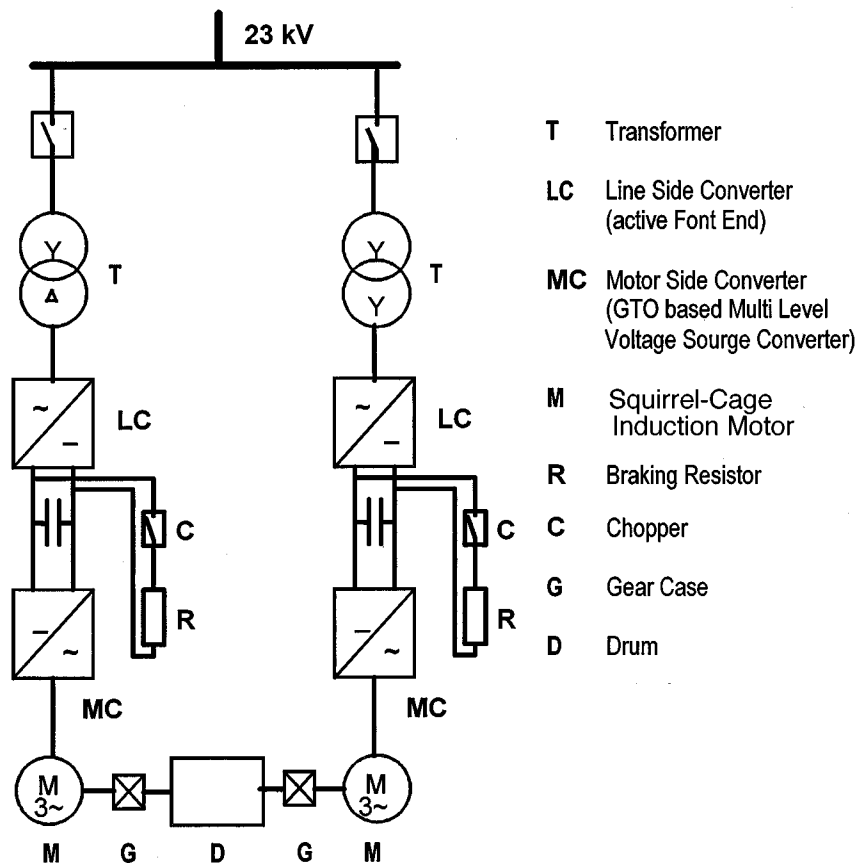 23 kV
T Transformer
LC Line Side Converter
(active Font End)
MC Motor Side Converter
(GTO based Multi Level
Voltage Sourge Converter)
M Squirrel-Cage
Induction Motor
R Braking Resistor
C Chopper
G Gear Case
D Drum
Y
Δ
T
Y
Y
T
~
–
LC
~
–
LC
C
C
R
R
–
~
MC
–
~
MC
M
3~
M
3~
M G D G M